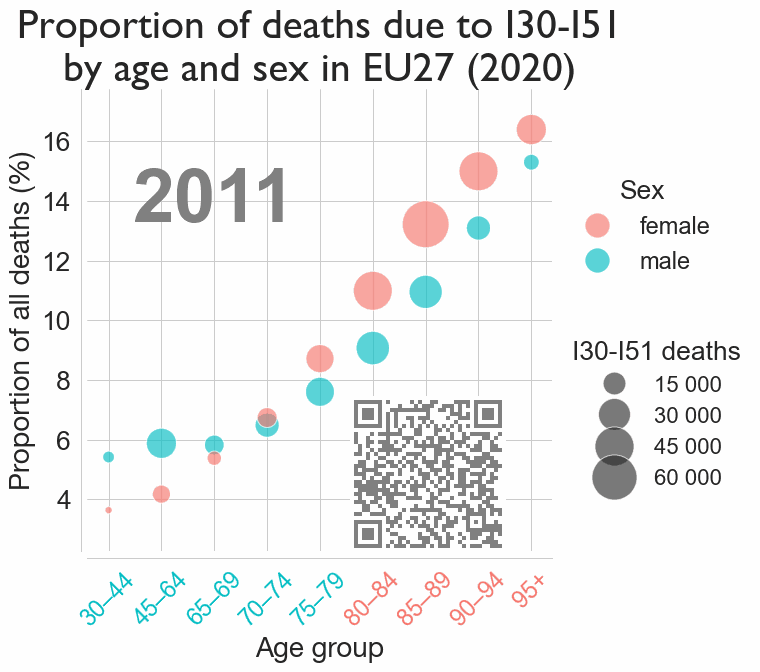 Proportion of deaths due to I30-I51
by age and sex in EU27 (2020)
Proportion of all deaths (%)
16
14
12
10
8
6
4
2011
30–44
45–64
65–69
70–74
75–79
80–84
85–89
90–94
95+
Age group
Sex
female
male
I30-I51 deaths
15 000
30 000
45 000
60 000